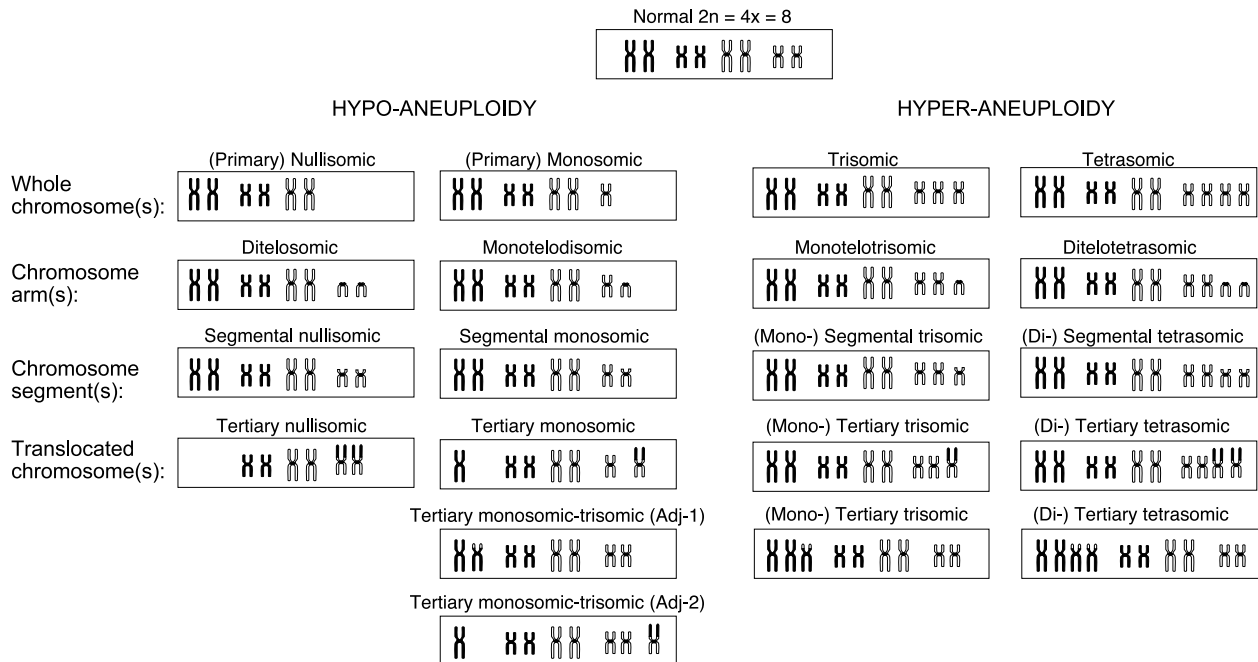 Normal 2n = 4x = 8
HYPO-ANEUPLOIDY
HYPER-ANEUPLOIDY
(Primary) Nullisomic
(Primary) Monosomic
Trisomic
Tetrasomic
Whole
chromosome(s):
Ditelosomic
Monotelodisomic
Monotelotrisomic
Ditelotetrasomic
Chromosome
arm(s):
Segmental nullisomic
Segmental monosomic
(Mono-) Segmental trisomic
(Di-) Segmental tetrasomic
Chromosome
segment(s):
Tertiary nullisomic
Tertiary monosomic
(Mono-) Tertiary trisomic
(Di-) Tertiary tetrasomic
Translocated
chromosome(s):
Tertiary monosomic-trisomic (Adj-1)
(Mono-) Tertiary trisomic
(Di-) Tertiary tetrasomic
Tertiary monosomic-trisomic (Adj-2)